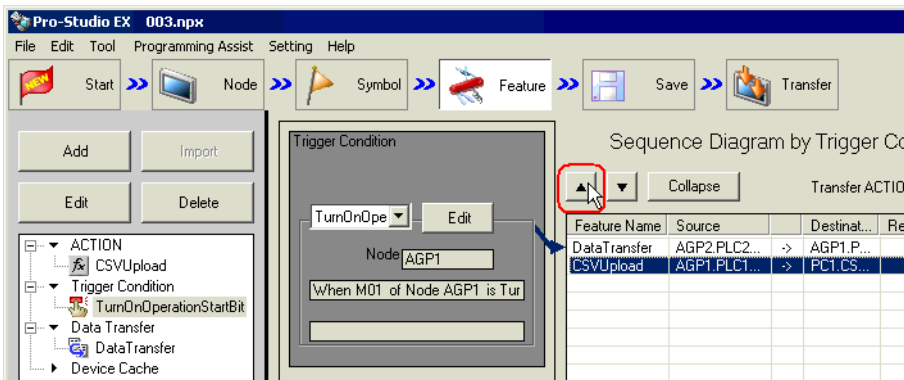 Pro-Studio EX 003.npx
File Edit Tool Programming Assist Setting Help
NEW Start Node Symbol Feature Save Transfer
Add Import
Edit Delete
ACTION
fx CSVUpload
Trigger Condition
TurnOnOperationStartBit
Data Transfer
DataTransfer
Device Cache
Trigger Condition
TurnOnOpe Edit
Node AGP1
When M01 of Node AGP1 is Tur
Sequence Diagram by Trigger Co
Collapse Transfer ACTIO
Feature Name Source Destinat... Re
DataTransfer AGP2.PLC2... -> AGP1.P...
CSVUpload AGP1.PLC1... -> PC1.CS...